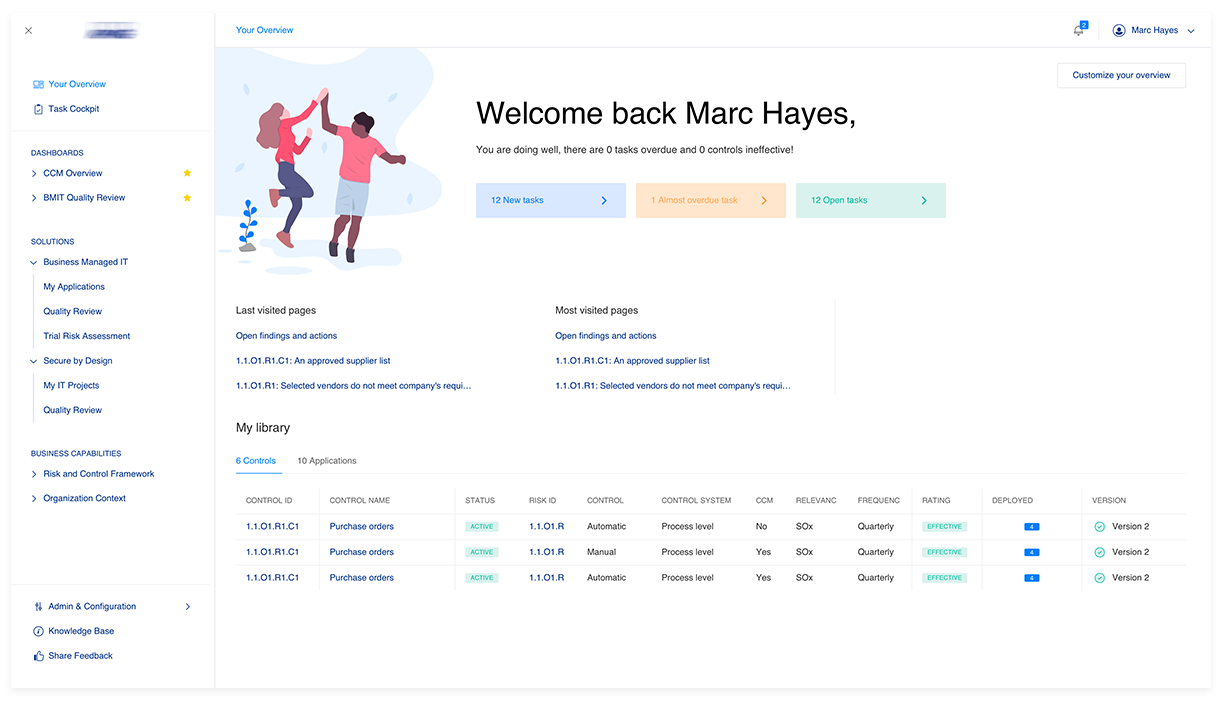 Your Overview
2
Marc Hayes
Your Overview
Task Cockpit
DASHBOARDS
CCM Overview
BMIT Quality Review
SOLUTIONS
Business Managed IT
My Applications
Quality Review
Trial Risk Assessment
Secure by Design
My IT Projects
Quality Review
BUSINESS CAPABILITIES
Risk and Control Framework
Organization Context
Admin & Configuration
Knowledge Base
Share Feedback
Customize your overview
Welcome back Marc Hayes,
You are doing well, there are 0 tasks overdue and 0 controls ineffective!
12 New tasks
1 Almost overdue task
12 Open tasks
Last visited pages
Open findings and actions
1.1.O1.R1.C1: An approved supplier list
1.1.O1.R1: Selected vendors do not meet company's requi...
Most visited pages
Open findings and actions
1.1.O1.R1.C1: An approved supplier list
1.1.O1.R1: Selected vendors do not meet company's requi...
My library
6 Controls 10 Applications
CONTROL ID CONTROL NAME STATUS RISK ID CONTROL CONTROL SYSTEM CCM RELEVANC FREQUENC RATING DEPLOYED VERSION
1.1.O1.R1.C1 Purchase orders ACTIVE 1.1.O1.R Automatic Process level No SOx Quarterly EFFECTIVE 4 Version 2
1.1.O1.R1.C1 Purchase orders ACTIVE 1.1.O1.R Manual Process level Yes SOx Quarterly EFFECTIVE 4 Version 2
1.1.O1.R1.C1 Purchase orders ACTIVE 1.1.O1.R Automatic Process level Yes SOx Quarterly EFFECTIVE 4 Version 2